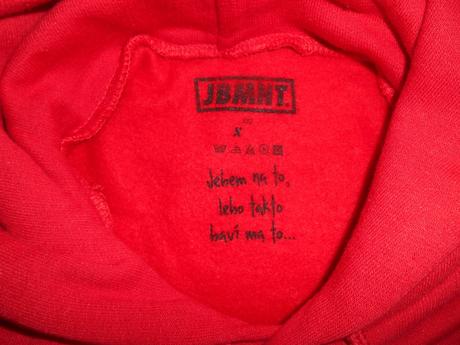 JBMNT.
Jebem na to,
lebo takto
baví ma to...